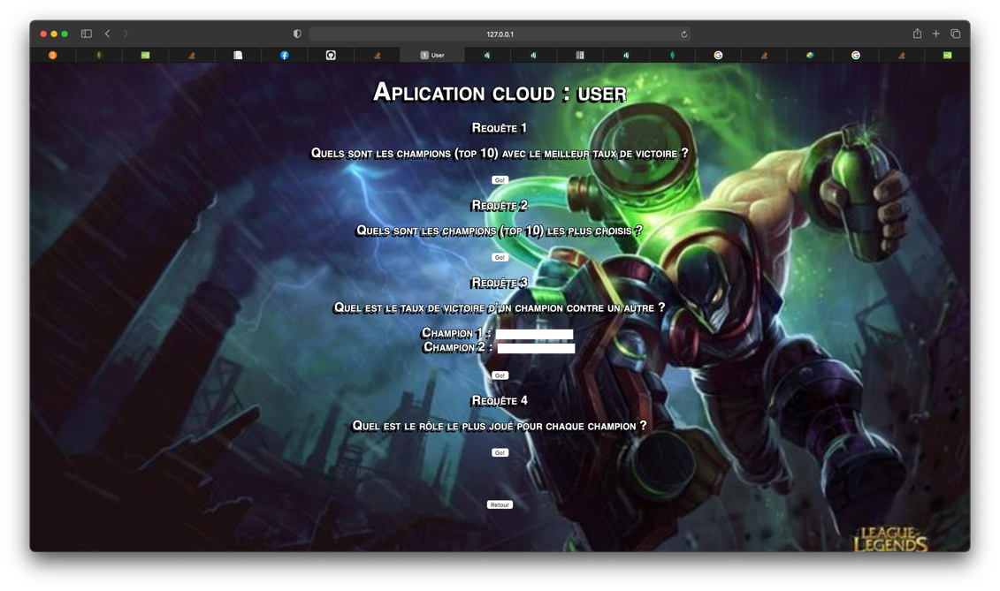 127.0.0.1
1 User
Aplication cloud : user
Requête 1
Quels sont les champions (top 10) avec le meilleur taux de victoire ?
Go!
Requête 2
Quels sont les champions (top 10) les plus choisis ?
Go!
Requête 3
Quel est le taux de victoire d'un champion contre un autre ?
Champion 1 :
Champion 2 :
Go!
Requête 4
Quel est le rôle le plus joué pour chaque champion ?
Go!
Retour
LEAGUE
LEGENDS